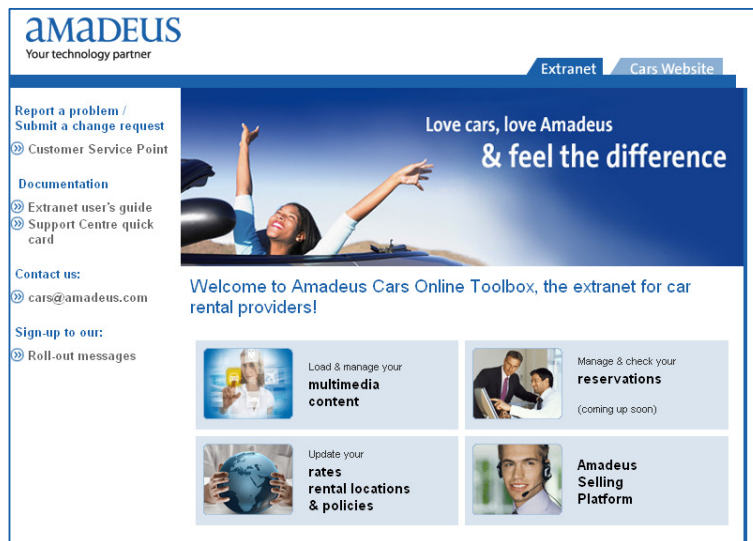 amadeus
Your technology partner
Extranet
Cars Website
Report a problem /
Submit a change request
Customer Service Point
Documentation
Extranet user's guide
Support Centre quick
card
Contact us:
cars@amadeus.com
Sign-up to our:
Roll-out messages
Love cars, love Amadeus
& feel the difference
Welcome to Amadeus Cars Online Toolbox, the extranet for car
rental providers!
Load & manage your
multimedia
content
Manage & check your
reservations
(coming up soon)
Update your
rates
rental locations
& policies
Amadeus
Selling
Platform